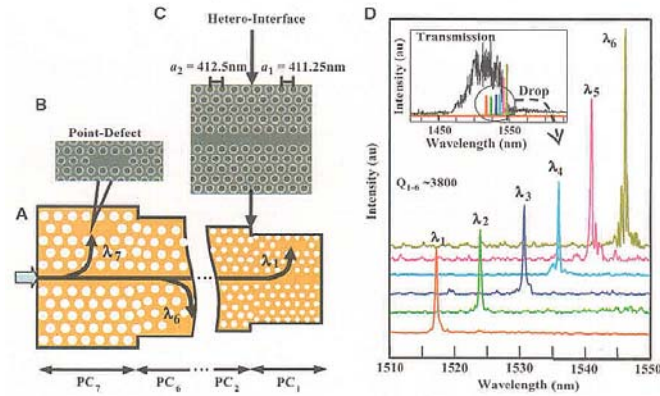 A
B
C
D
Hetero-Interface
a₂ = 412.5nm
a₁ = 411.25nm
Point-Defect
λ₇
λ₆
λ₁
...
...
PC₇
PC₆
PC₂
PC₁
Transmission
Drop
Intensity (au)
1450
1550
Wavelength (nm)
Q₁₋₆ ~3800
λ₁
λ₂
λ₃
λ₄
λ₅
λ₆
Intensity (au)
1510
1520
1530
1540
1550
Wavelength (nm)